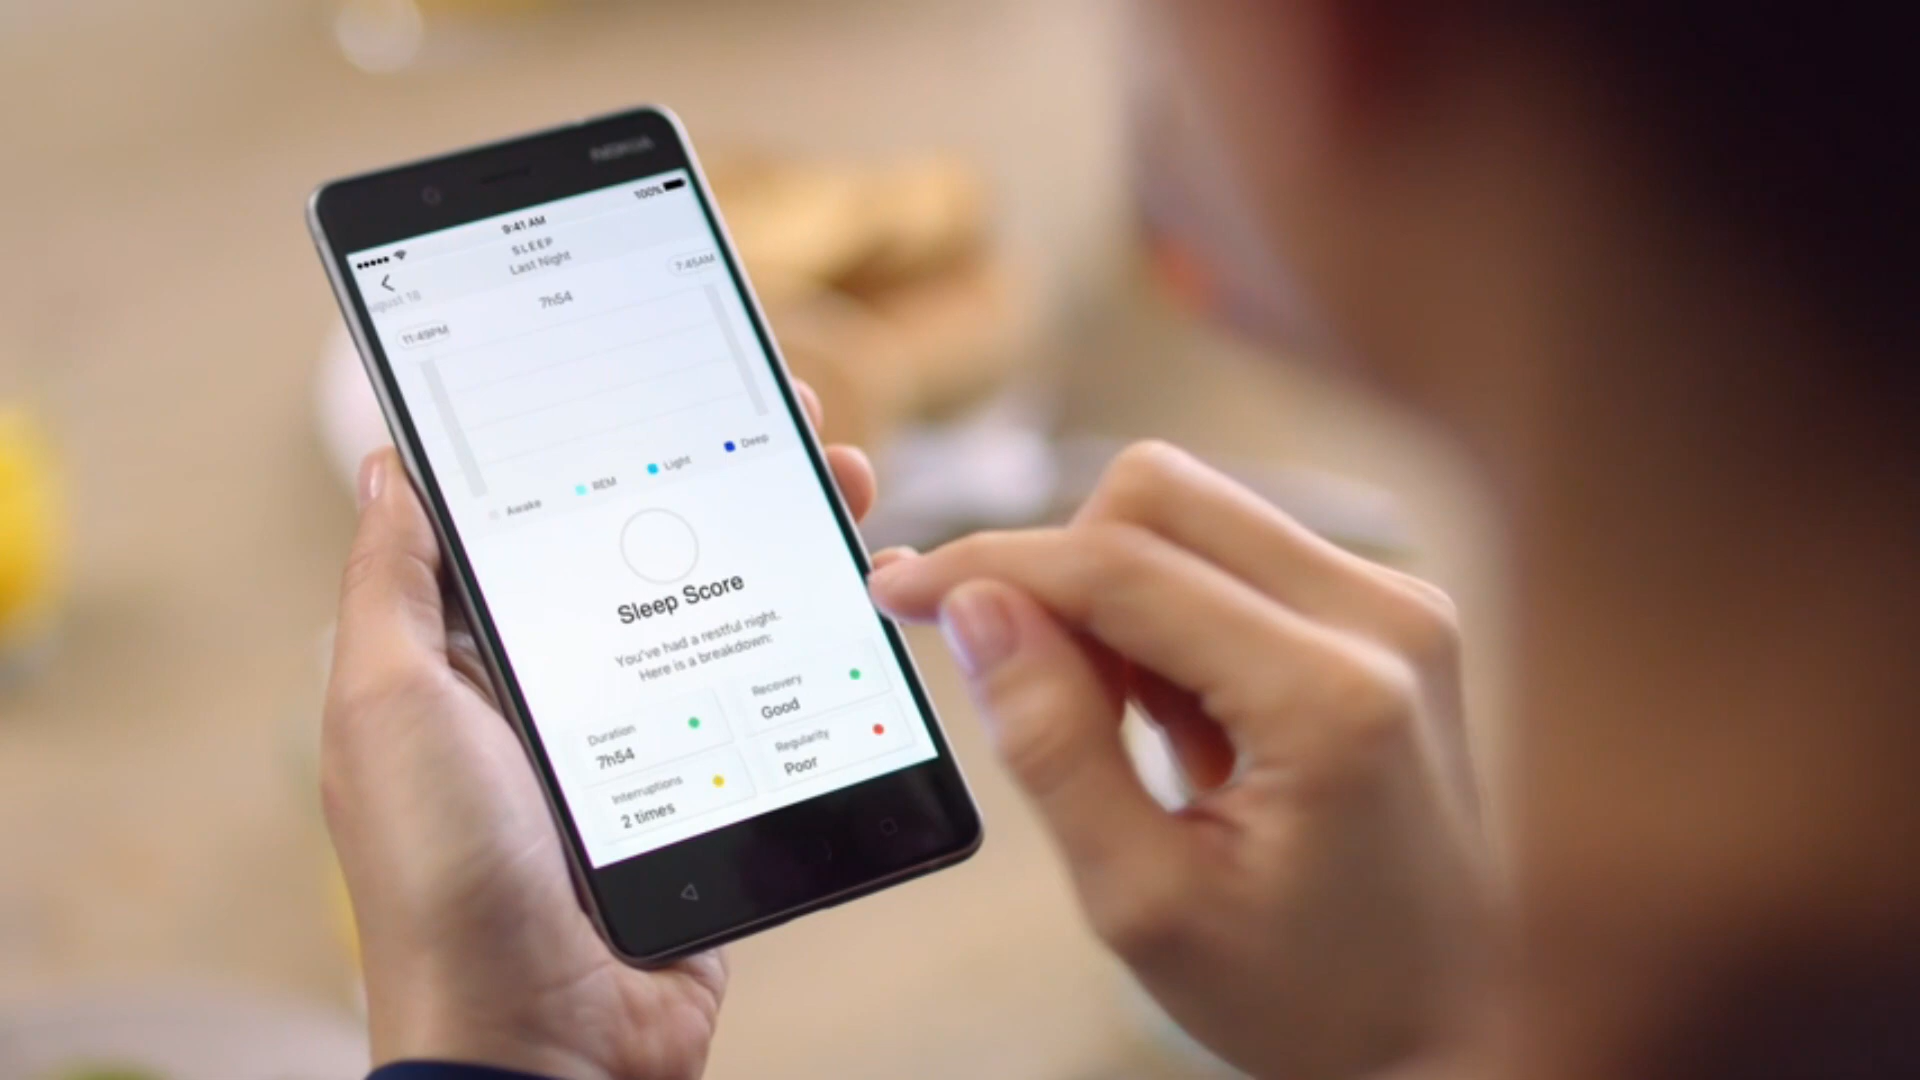 NOKIA
100%
9:41 AM
SLEEP
Last Night
7:45AM
7h54
11:49PM
Awake
REM
Light
Deep
Sleep Score
You've had a restful night.
Here is a breakdown:
Duration
7h54
Recovery
Good
Interruptions
2 times
Regularity
Poor